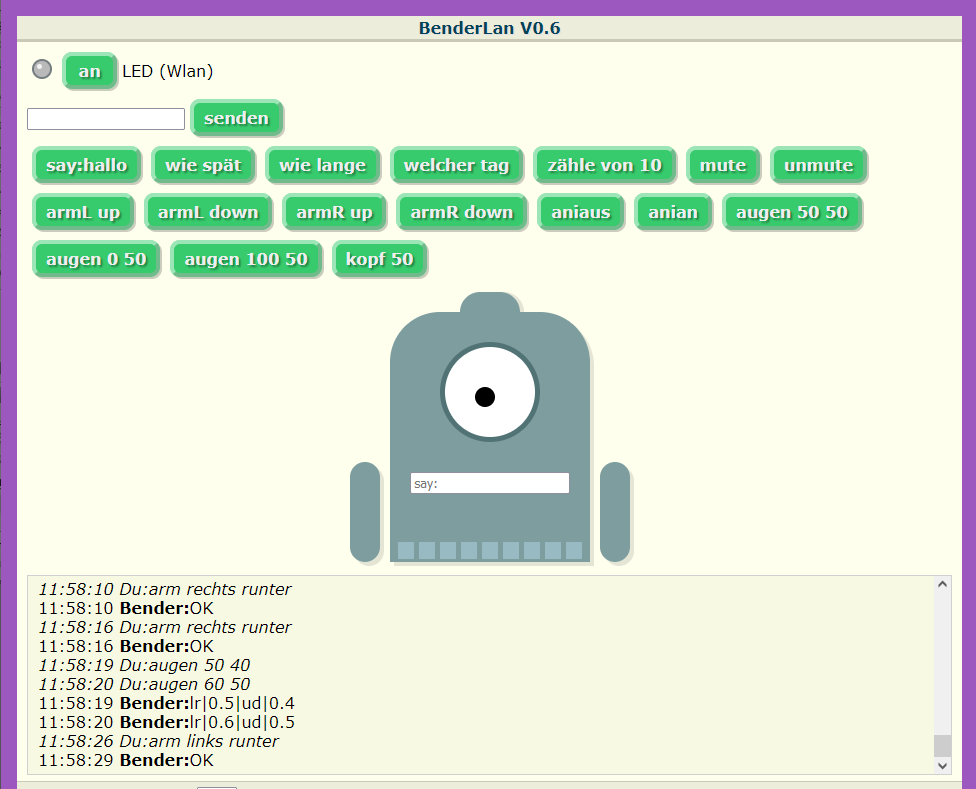 BenderLan V0.6
an LED (Wlan)
senden
say:hallo wie spät wie lange welcher tag zähle von 10 mute unmute
armL up armL down armR up armR down aniaus anian augen 50 50
augen 0 50 augen 100 50 kopf 50
say:
11:58:10 Du:arm rechts runter
11:58:10 Bender:OK
11:58:16 Du:arm rechts runter
11:58:16 Bender:OK
11:58:19 Du:augen 50 40
11:58:20 Du:augen 60 50
11:58:19 Bender:lr|0.5|ud|0.4
11:58:20 Bender:lr|0.6|ud|0.5
11:58:26 Du:arm links runter
11:58:29 Bender:OK